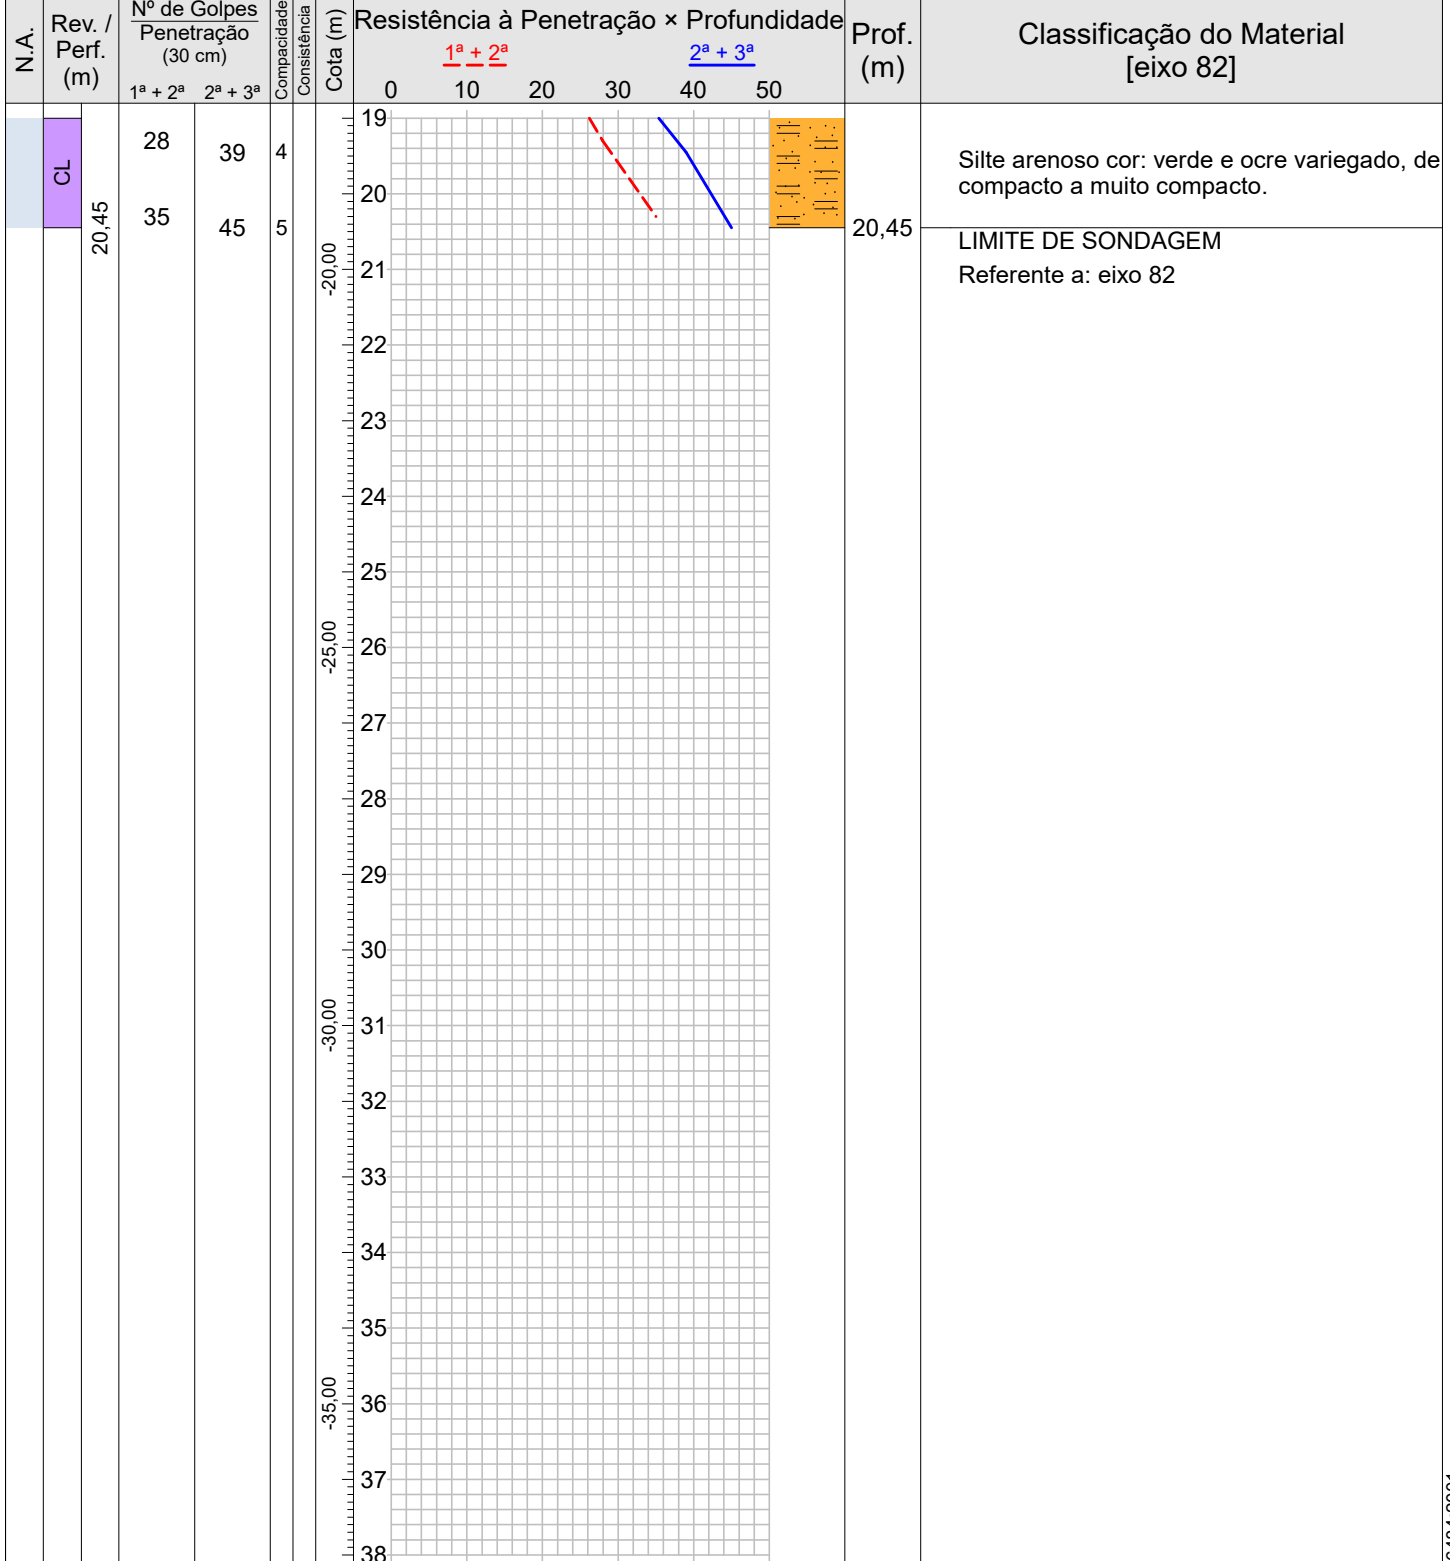 N.A.
Rev. /
Perf.
(m)
Nº de Golpes
Penetração
(30 cm)
1ª + 2ª 2ª + 3ª
Compacidade
Consistência
Cota (m)
Resistência à Penetração × Profundidade
1ª + 2ª 2ª + 3ª
0 10 20 30 40 50
Prof.
(m)
Classificação do Material
[eixo 82]
CL
20,45
28 39 4
35 45 5
-20,00
-25,00
-30,00
-35,00
19
20
21
22
23
24
25
26
27
28
29
30
31
32
33
34
35
36
37
38
20,45
Silte arenoso cor: verde e ocre variegado, de
compacto a muito compacto.
LIMITE DE SONDAGEM
Referente a: eixo 82